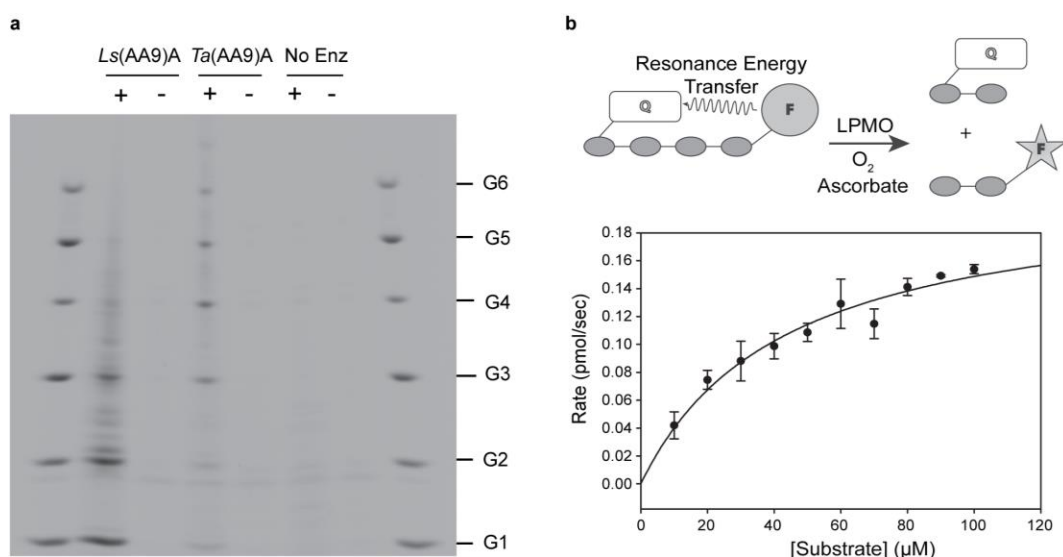 a
Ls(AA9)A Ta(AA9)A No Enz
+ - + - + -
G6
G5
G4
G3
G2
G1
b
Resonance Energy
Transfer
Q
F
LPMO
O₂
Ascorbate
Q
+
F
Rate (pmol/sec)
0.18
0.16
0.14
0.12
0.10
0.08
0.06
0.04
0.02
0.00
0 20 40 60 80 100 120
[Substrate] (μM)